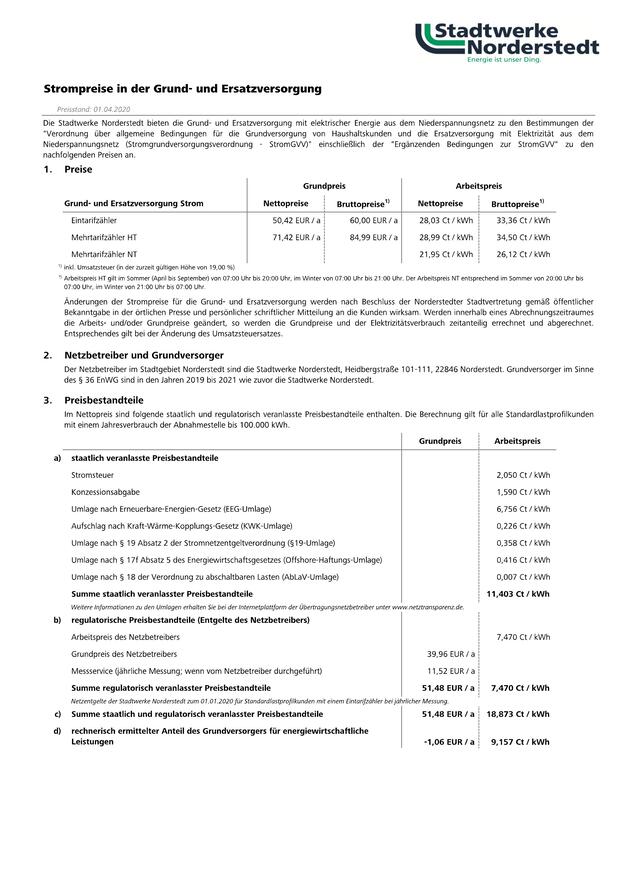 Stadtwerke
Norderstedt
Energie ist unser Ding.
Strompreise in der Grund- und Ersatzversorgung
Preisstand: 01.04.2020
Die Stadtwerke Norderstedt bieten die Grund- und Ersatzversorgung mit elektrischer Energie aus dem Niederspannungsnetz zu den Bestimmungen der
"Verordnung über allgemeine Bedingungen für die Grundversorgung von Haushaltskunden und die Ersatzversorgung mit Elektrizität aus dem
Niederspannungsnetz (Stromgrundversorgungsverordnung - StromGVV)" einschließlich der "Ergänzenden Bedingungen zur StromGVV" zu den
nachfolgenden Preisen an.
1. Preise
Grundpreis Arbeitspreis
Grund- und Ersatzversorgung Strom Nettopreise Bruttopreise1) Nettopreise Bruttopreise1)
Eintarifzähler 50,42 EUR / a 60,00 EUR / a 28,03 Ct / kWh 33,36 Ct / kWh
Mehrtarifzähler HT 71,42 EUR / a 84,99 EUR / a 28,99 Ct / kWh 34,50 Ct / kWh
Mehrtarifzähler NT 21,95 Ct / kWh 26,12 Ct / kWh
1) inkl. Umsatzsteuer (in der zurzeit gültigen Höhe von 19,00 %)
1) Arbeitspreis HT gilt im Sommer (April bis September) von 07:00 Uhr bis 20:00 Uhr, im Winter von 07:00 Uhr bis 21:00 Uhr. Der Arbeitspreis NT entsprechend im Sommer von 20:00 Uhr bis
07:00 Uhr, im Winter von 21:00 Uhr bis 07:00 Uhr.
Änderungen der Strompreise für die Grund- und Ersatzversorgung werden nach Beschluss der Norderstedter Stadtvertretung gemäß öffentlicher
Bekanntgabe in der örtlichen Presse und persönlicher schriftlicher Mitteilung an die Kunden wirksam. Werden innerhalb eines Abrechnungszeitraumes
die Arbeits- und/oder Grundpreise geändert, so werden die Grundpreise und der Elektrizitätsverbrauch zeitanteilig errechnet und abgerechnet.
Entsprechendes gilt bei der Änderung des Umsatzsteuersatzes.
2. Netzbetreiber und Grundversorger
Der Netzbetreiber im Stadtgebiet Norderstedt sind die Stadtwerke Norderstedt, Heidbergstraße 101-111, 22846 Norderstedt. Grundversorger im Sinne
des § 36 EnWG sind in den Jahren 2019 bis 2021 wie zuvor die Stadtwerke Norderstedt.
3. Preisbestandteile
Im Nettopreis sind folgende staatlich und regulatorisch veranlasste Preisbestandteile enthalten. Die Berechnung gilt für alle Standardlastprofilkunden
mit einem Jahresverbrauch der Abnahmestelle bis 100.000 kWh.
Grundpreis Arbeitspreis
a) staatlich veranlasste Preisbestandteile
Stromsteuer 2,050 Ct / kWh
Konzessionsabgabe 1,590 Ct / kWh
Umlage nach Erneuerbare-Energien-Gesetz (EEG-Umlage) 6,756 Ct / kWh
Aufschlag nach Kraft-Wärme-Kopplungs-Gesetz (KWK-Umlage) 0,226 Ct / kWh
Umlage nach § 19 Absatz 2 der Stromnetzentgeltverordnung (§19-Umlage) 0,358 Ct / kWh
Umlage nach § 17f Absatz 5 des Energiewirtschaftsgesetzes (Offshore-Haftungs-Umlage) 0,416 Ct / kWh
Umlage nach § 18 der Verordnung zu abschaltbaren Lasten (AbLaV-Umlage) 0,007 Ct / kWh
Summe staatlich veranlasster Preisbestandteile 11,403 Ct / kWh
Weitere Informationen zu den Umlagen erhalten Sie bei der Internetplattform der Übertragungsnetzbetreiber unter www.netztransparenz.de.
b) regulatorische Preisbestandteile (Entgelte des Netzbetreibers)
Arbeitspreis des Netzbetreibers 7,470 Ct / kWh
Grundpreis des Netzbetreibers 39,96 EUR / a
Messservice (jährliche Messung; wenn vom Netzbetreiber durchgeführt) 11,52 EUR / a
Summe regulatorisch veranlasster Preisbestandteile 51,48 EUR / a 7,470 Ct / kWh
Netzentgelte der Stadtwerke Norderstedt zum 01.01.2020 für Standardlastprofilkunden mit einem Eintarifzähler bei jährlicher Messung.
c) Summe staatlich und regulatorisch veranlasster Preisbestandteile 51,48 EUR / a 18,873 Ct / kWh
d) rechnerisch ermittelter Anteil des Grundversorgers für energiewirtschaftliche
Leistungen -1,06 EUR / a 9,157 Ct / kWh